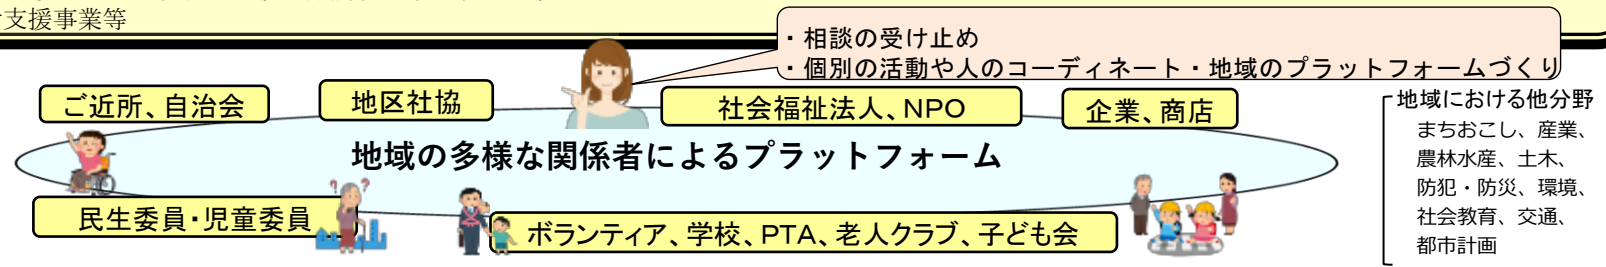 支援事業等
・相談の受け止め
・個別の活動や人のコーディネート・地域のプラットフォームづくり
ご近所、自治会
地区社協
社会福祉法人、NPO
企業、商店
地域の多様な関係者によるプラットフォーム
民生委員・児童委員
ボランティア、学校、PTA、老人クラブ、子ども会
地域における他分野
まちおこし、産業、
農林水産、土木、
防犯・防災、環境、
社会教育、交通、
都市計画
? ?